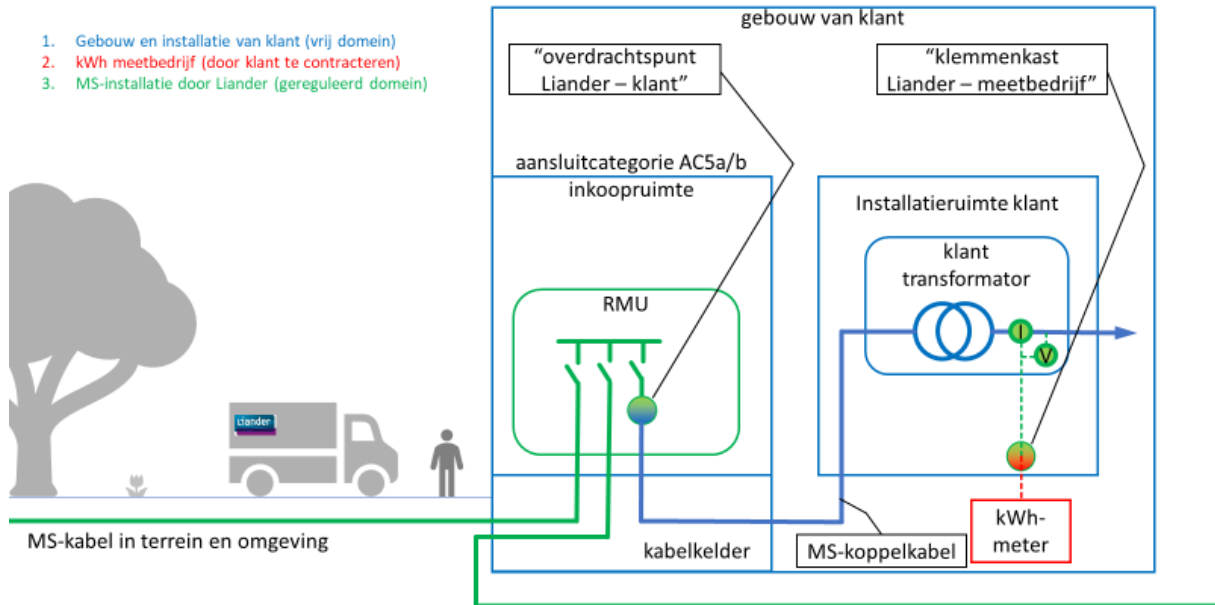 gebouw van klant
1. Gebouw en installatie van klant (vrij domein)
2. kWh meetbedrijf (door klant te contracteren)
3. MS-installatie door Liander (gereguleerd domein)
“overdrachtspunt
Liander – klant”
“klemmenkast
Liander – meetbedrijf”
aansluitcategorie AC5a/b
inkoopruimte
Installatieruimte klant
klant
transformator
RMU
I
V
Liander
MS-kabel in terrein en omgeving
kabelkelder
MS-koppelkabel
kWh-
meter